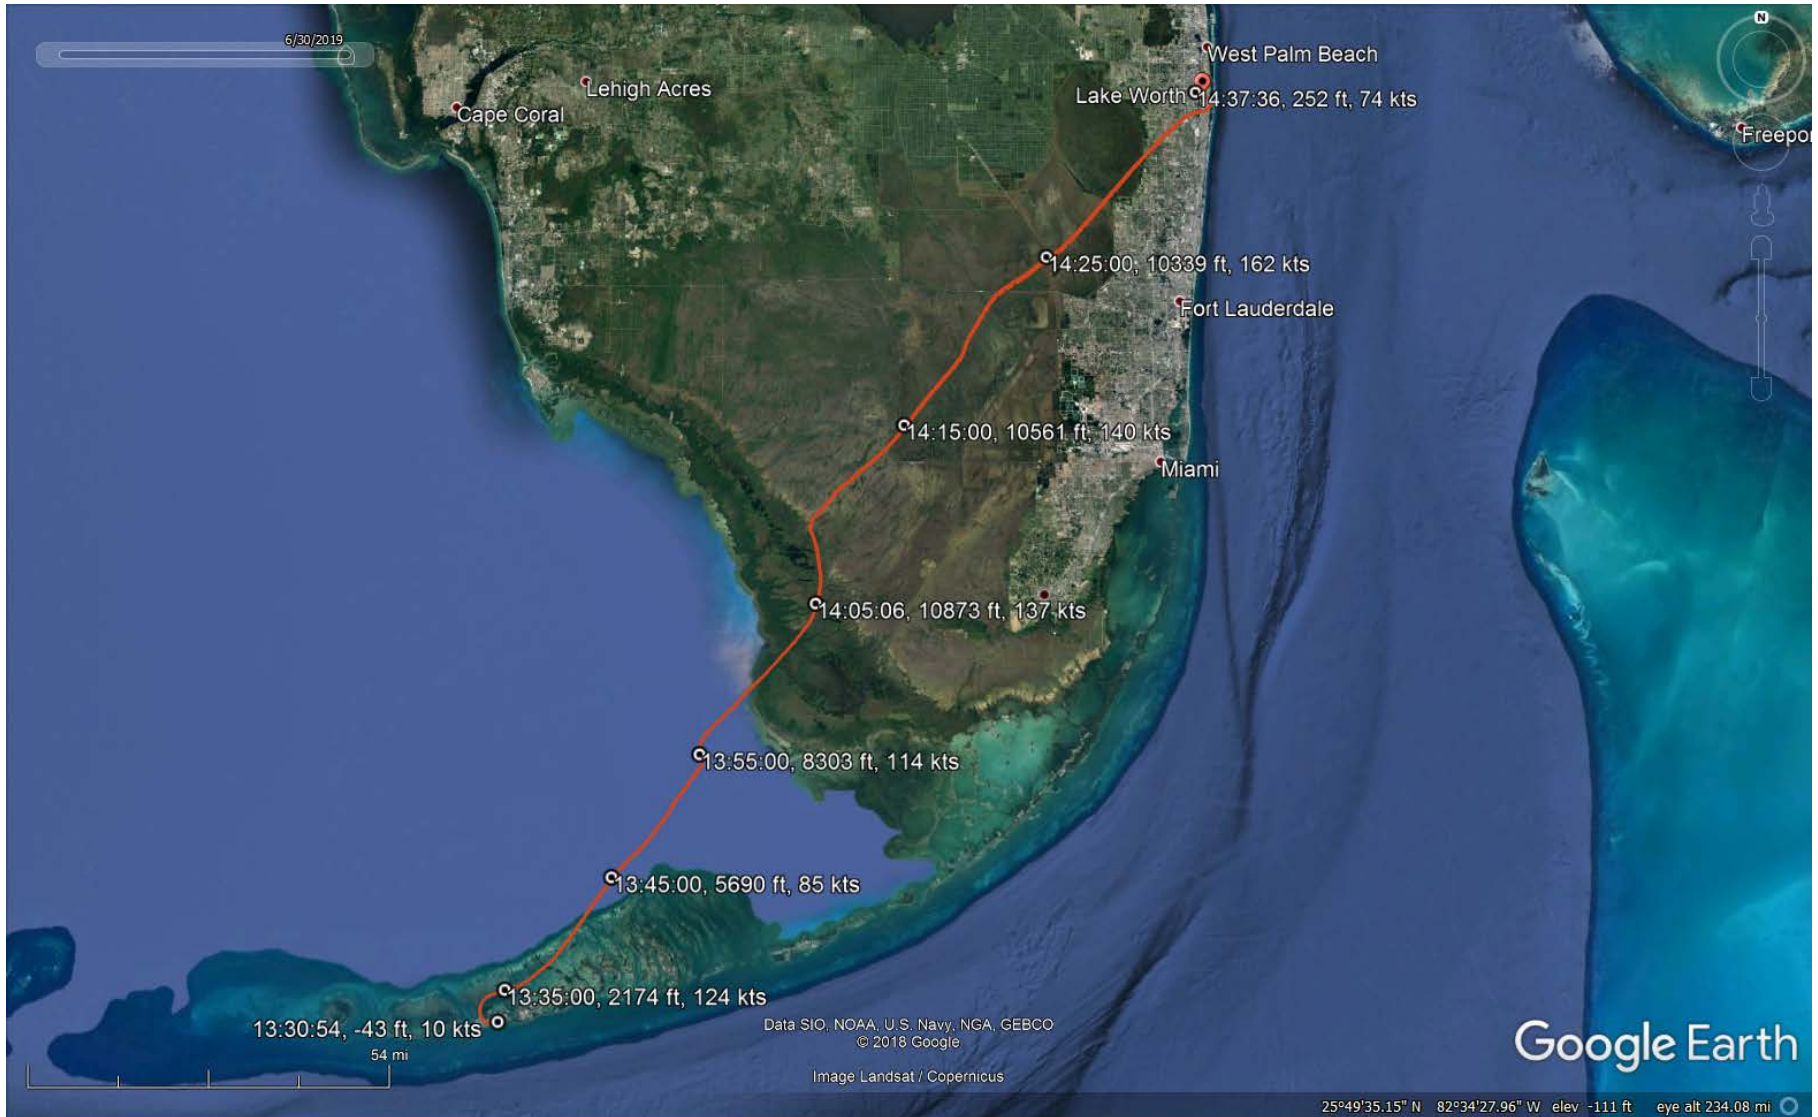 N
6/30/2019
West Palm Beach
Lehigh Acres
Lake Worth
14:37:36, 252 ft, 74 kts
Cape Coral
Freepor
14:25:00, 10339 ft, 162 kts
Fort Lauderdale
14:15:00, 10561 ft, 140 kts
Miami
14:05:06, 10873 ft, 137 kts
13:55:00, 8303 ft, 114 kts
13:45:00, 5690 ft, 85 kts
13:35:00, 2174 ft, 124 kts
13:30:54, -43 ft, 10 kts
54 mi
Data SIO, NOAA, U.S. Navy, NGA, GEBCO
© 2018 Google
Image Landsat / Copernicus
Google Earth
25°49'35.15" N 82°34'27.96" W elev -111 ft eye alt 234.08 mi